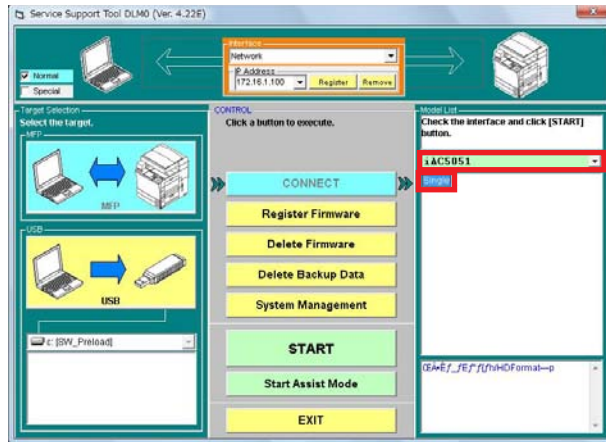 Service Support Tool DLM0 (Ver. 4.22E)
Normal
Special
Interface
Network
IP Address
172.16.1.100
Register
Remove
Target Selection
Select the target.
MFP
MFP
USB
USB
c: [SW_Preload]
CONTROL
Click a button to execute.
CONNECT
Register Firmware
Delete Firmware
Delete Backup Data
System Management
START
Start Assist Mode
EXIT
Model List
Check the interface and click [START]
button.
iAC5051
Single